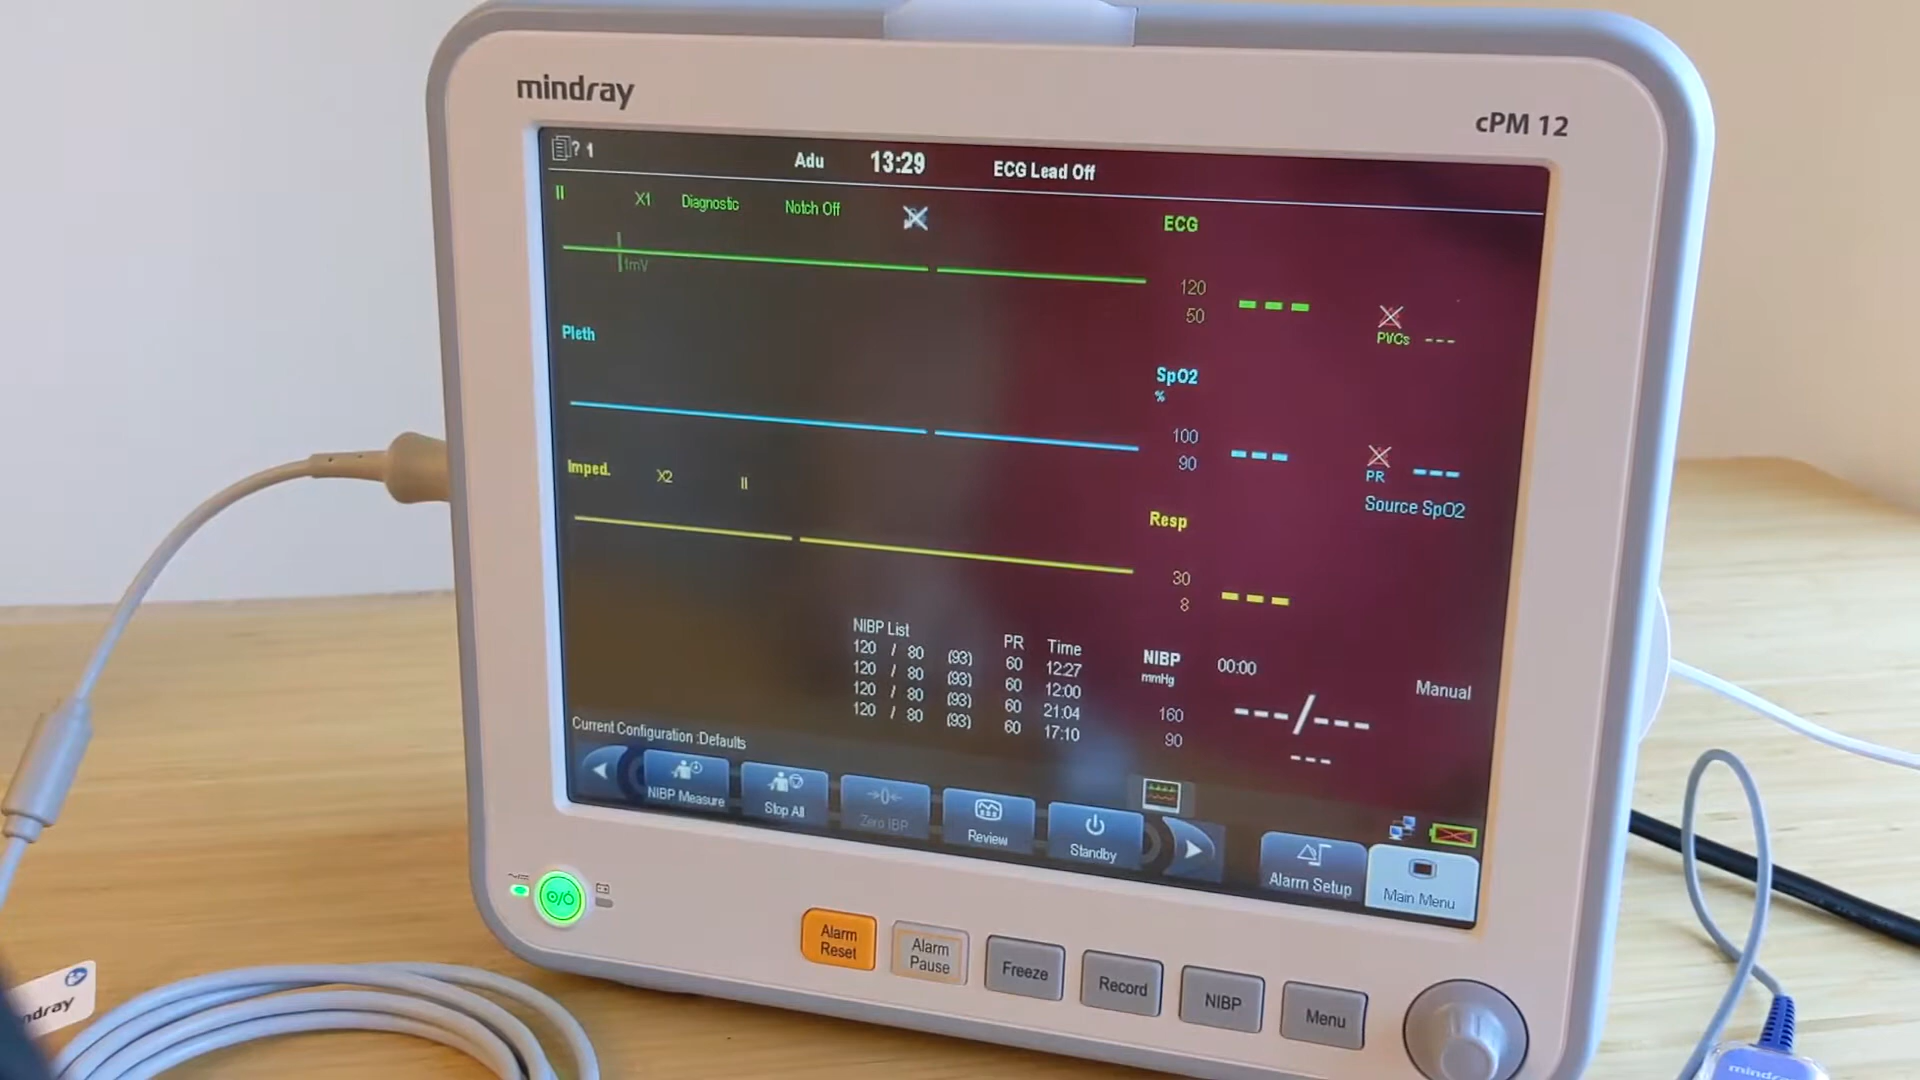 mindray
cPM 12
? 1
Adu
13:29
ECG Lead Off
II X1 Diagnostic Notch Off
1mV
ECG
120
50
---
PVCs ---
Pleth
SpO2
%
100
90
---
PR ---
Source SpO2
Imped. X2 II
Resp
30
8
---
NIBP List PR Time
120 / 80 (93) 60 12:27
120 / 80 (93) 60 12:00
120 / 80 (93) 60 21:04
120 / 80 (93) 60 17:10
NIBP 00:00
mmHg
Manual
160
90
---/---
---
Current Configuration :Defaults
NIBP Measure
Stop All
Zero IBP
Review
Standby
Alarm Setup
Main Menu
Alarm
Reset
Alarm
Pause
Freeze
Record
NIBP
Menu
ndray
mindra